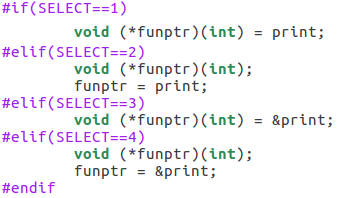 #if(SELECT==1)
        void (*funptr)(int) = print;
#elif(SELECT==2)
        void (*funptr)(int);
        funptr = print;
#elif(SELECT==3)
        void (*funptr)(int) = &print;
#elif(SELECT==4)
        void (*funptr)(int);
        funptr = &print;
#endif